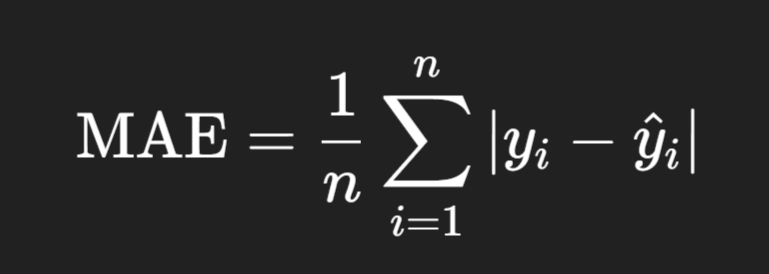 MAE = \frac{1}{n} \sum_{i=1}^{n} |y_i - \hat{y}_i|